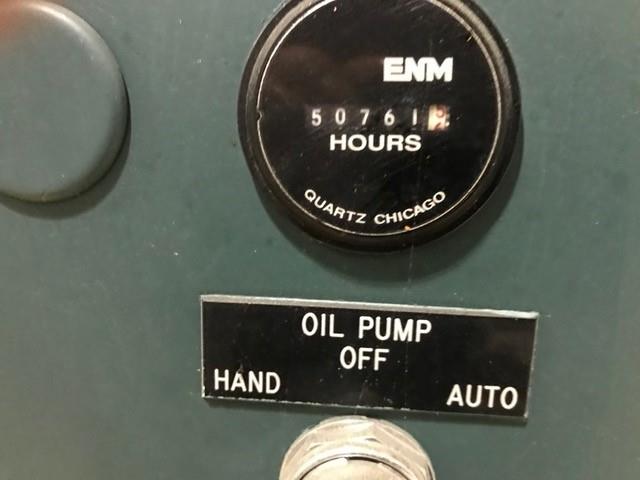 ENM
50761
HOURS
QUARTZ CHICAGO
OIL PUMP
OFF
HAND AUTO